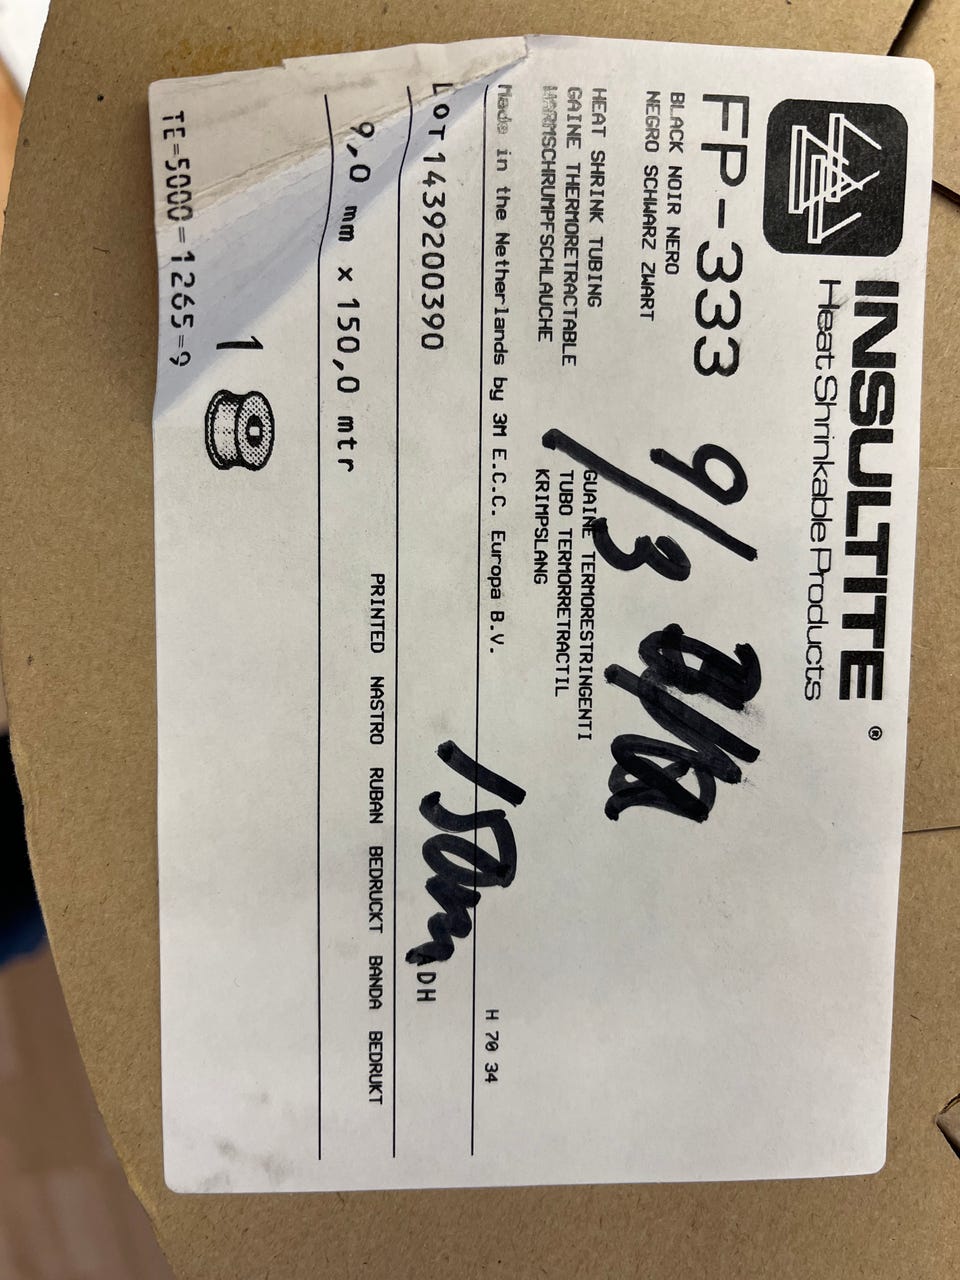 INSULTITE ®
Heat Shrinkable Products
FP-333
9/3
BLACK NOIR NERO
NEGRO SCHWARZ ZWART
HEAT SHRINK TUBING GUAINE TERMORESTRINGENTI
GAINE THERMORETRACTABLE TUBO TERMORRETRACTIL
WARMSCHRUMPFSCHLAUCHE KRIMPSLANG
Made in the Netherlands by 3M E.C.C. Europa B.V. H 70 34
150m
LOT 1439200390 ADH
9,0 mm x 150,0 mtr PRINTED NASTRO RUBAN BEDRUCKT BANDA BEDRUKT
1
TE=5000=1265=9